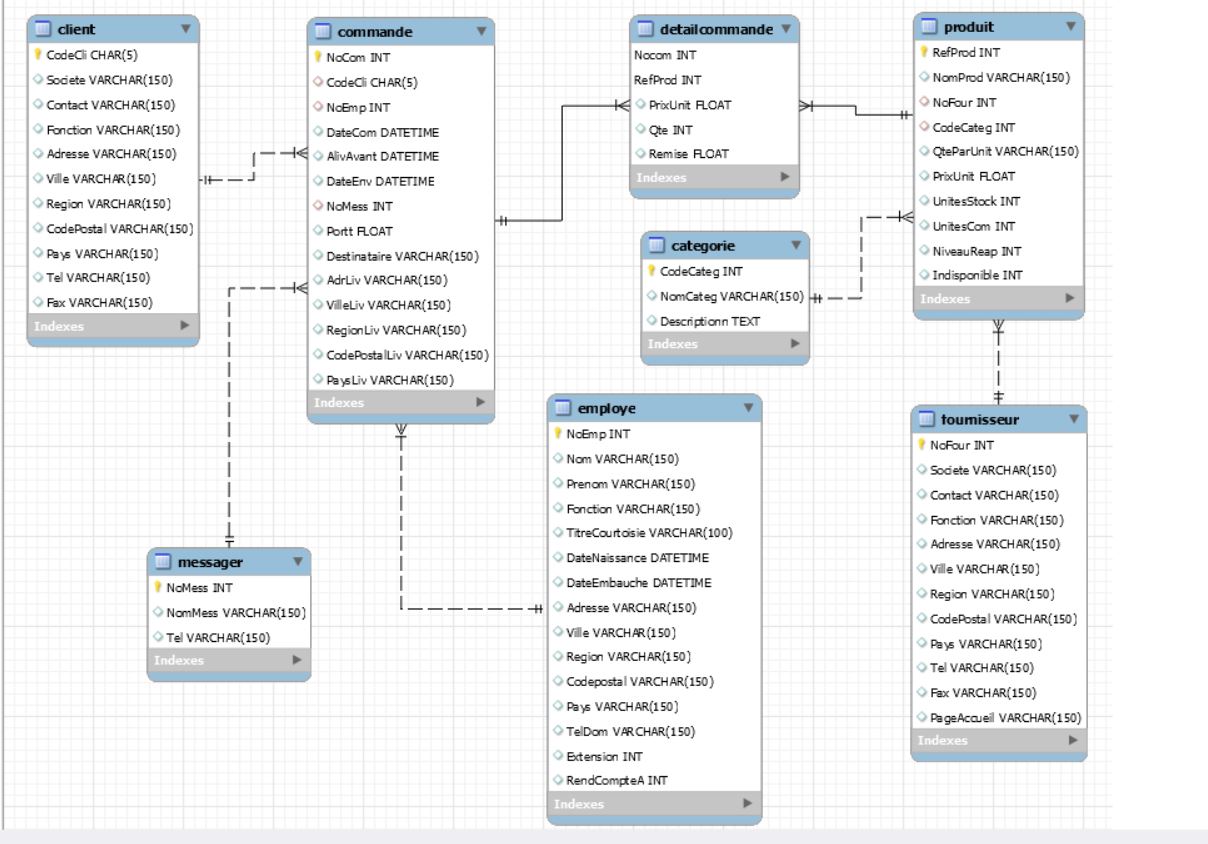 client
CodeCli CHAR(5)
Societe VARCHAR(150)
Contact VARCHAR(150)
Fonction VARCHAR(150)
Adresse VARCHAR(150)
Ville VARCHAR(150)
Region VARCHAR(150)
CodePostal VARCHAR(150)
Pays VARCHAR(150)
Tel VARCHAR(150)
Fax VARCHAR(150)
Indexes
commande
NoCom INT
CodeCli CHAR(5)
NoEmp INT
DateCom DATETIME
AlivAvant DATETIME
DateEnv DATETIME
NoMess INT
Portt FLOAT
Destinataire VARCHAR(150)
AdrLiv VARCHAR(150)
VilleLiv VARCHAR(150)
RegionLiv VARCHAR(150)
CodePostalLiv VARCHAR(150)
PaysLiv VARCHAR(150)
Indexes
detailcommande
Nocom INT
RefProd INT
PrixUnit FLOAT
Qte INT
Remise FLOAT
Indexes
produit
RefProd INT
NomProd VARCHAR(150)
NoFour INT
CodeCateg INT
QteParUnit VARCHAR(150)
PrixUnit FLOAT
UnitesStock INT
UnitesCom INT
NiveauReap INT
Indisponible INT
Indexes
categorie
CodeCateg INT
NomCateg VARCHAR(150)
Descriptionn TEXT
Indexes
employe
NoEmp INT
Nom VARCHAR(150)
Prenom VARCHAR(150)
Fonction VARCHAR(150)
TitreCourtoisie VARCHAR(100)
DateNaissance DATETIME
DateEmbauche DATETIME
Adresse VARCHAR(150)
Ville VARCHAR(150)
Region VARCHAR(150)
Codepostal VARCHAR(150)
Pays VARCHAR(150)
TelDom VARCHAR(150)
Extension INT
RendCompteA INT
Indexes
fournisseur
NoFour INT
Societe VARCHAR(150)
Contact VARCHAR(150)
Fonction VARCHAR(150)
Adresse VARCHAR(150)
Ville VARCHAR(150)
Region VARCHAR(150)
CodePostal VARCHAR(150)
Pays VARCHAR(150)
Tel VARCHAR(150)
Fax VARCHAR(150)
PageAccueil VARCHAR(150)
Indexes
messager
NoMess INT
NomMess VARCHAR(150)
Tel VARCHAR(150)
Indexes